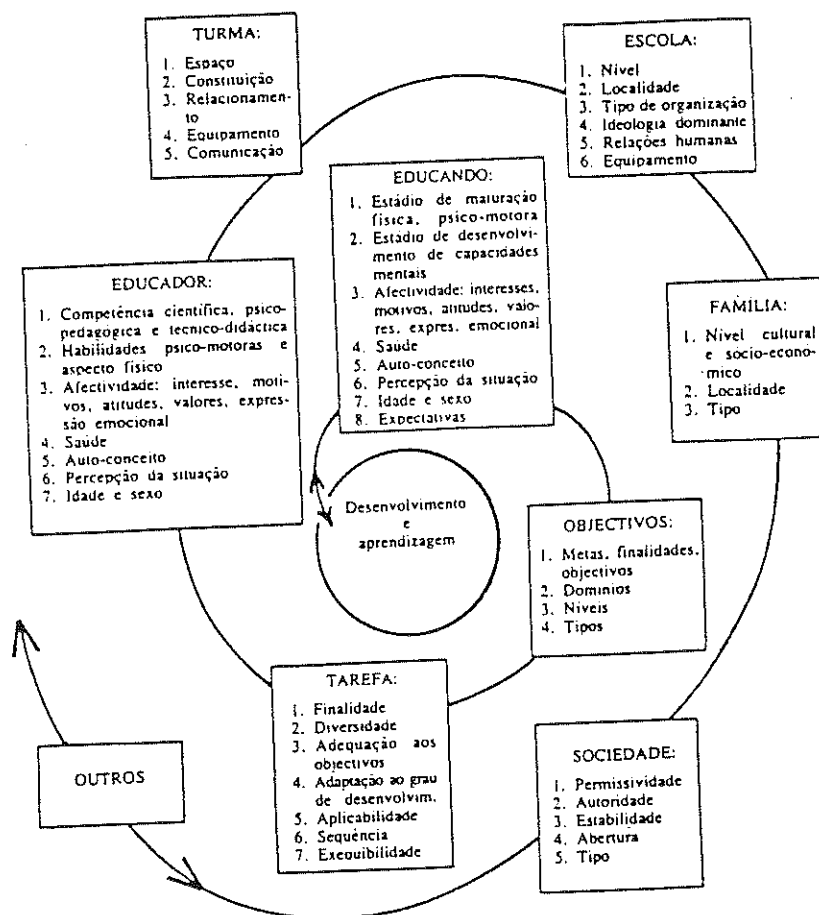 TURMA:
1. Espaço
2. Constituição
3. Relacionamen-
to
4. Equipamento
5. Comunicação
ESCOLA:
1. Nível
2. Localidade
3. Tipo de organização
4. Ideologia dominante
5. Relações humanas
6. Equipamento
EDUCANDO:
1. Estádio de maturação
física, psico-motora
2. Estádio de desenvolvi-
mento de capacidades
mentais
3. Afectividade: interesses,
motivos, atitudes, valo-
res, expres, emocional
4. Saúde
5. Auto-conceito
6. Percepção da situação
7. Idade e sexo
8. Expectativas
EDUCADOR:
1. Competência científica, psico-
pedagógica e técnico-didáctica
2. Habilidades psico-motoras e
aspecto físico
3. Afectividade: interesse, moti-
vos, atitudes, valores, expres-
são emocional
4. Saúde
5. Auto-conceito
6. Percepção da situação
7. Idade e sexo
FAMÍLIA:
1. Nível cultural
e sócio-econo-
mico
2. Localidade
3. Tipo
Desenvolvimento
e
aprendizagem
OBJECTIVOS:
1. Metas, finalidades,
objectivos
2. Domínios
3. Níveis
4. Tipos
TAREFA:
1. Finalidade
2. Diversidade
3. Adequação aos
objectivos
4. Adaptação ao grau
de desenvolvim.
5. Aplicabilidade
6. Sequência
7. Exequibilidade
SOCIEDADE:
1. Permissividade
2. Autoridade
3. Estabilidade
4. Abertura
5. Tipo
OUTROS